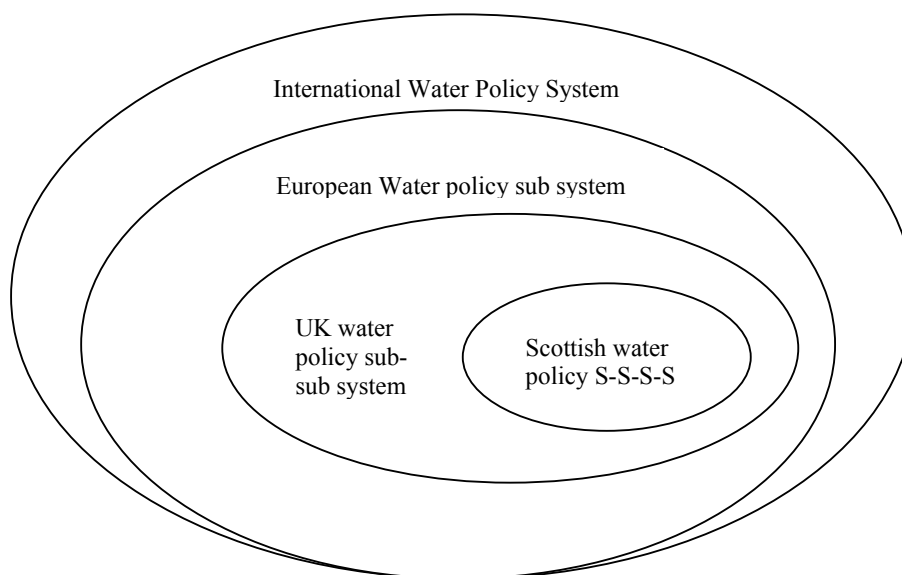 International Water Policy System
European Water policy sub system
UK water
policy sub-
sub system
Scottish water
policy S-S-S-S